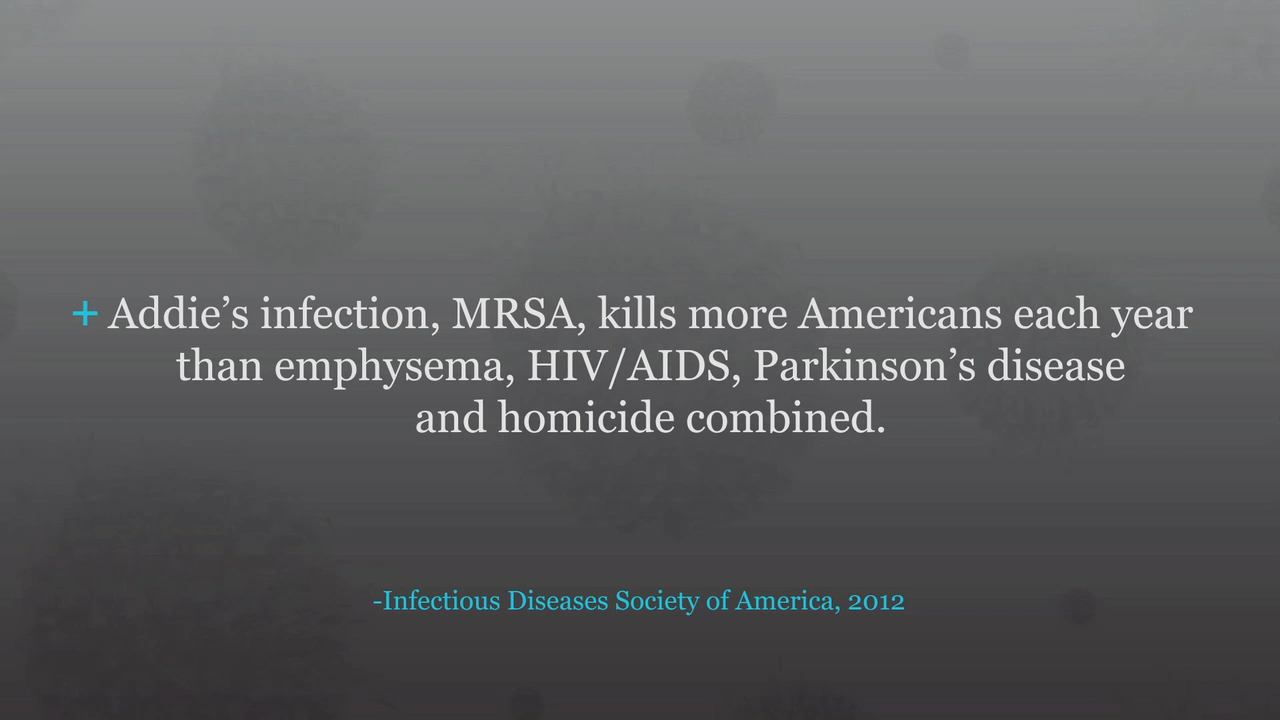 + Addie’s infection, MRSA, kills more Americans each year
than emphysema, HIV/AIDS, Parkinson’s disease
and homicide combined.
-Infectious Diseases Society of America, 2012